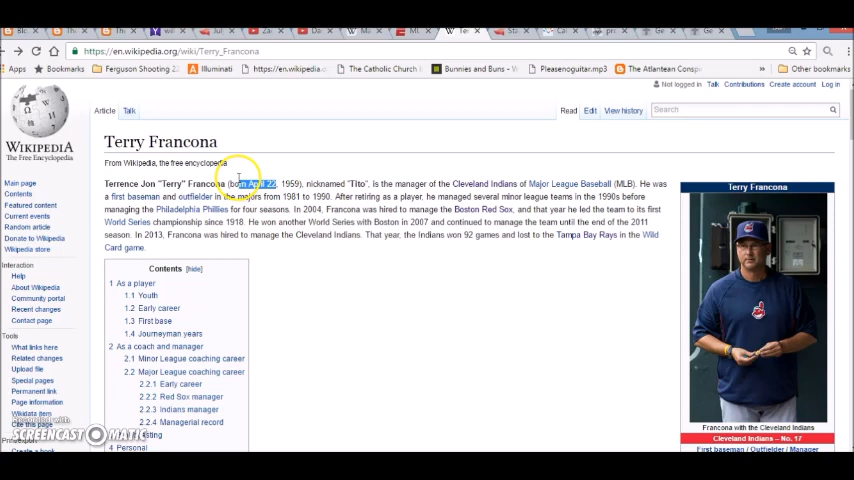 https://en.wikipedia.org/wiki/Terry_Francona
Apps Bookmarks Ferguson Shooting 22 Illuminati https://en.wikipedia.or The Catholic Church Bunnies and Buns - Pleasenoguitar.mp3 The Atlantean Consp » Other bookmarks
Not logged in Talk Contributions Create account Log in
Article Talk Read Edit View history Search
WIKIPEDIA
The Free Encyclopedia
Main page
Featured content
Current events
Random article
Donate to Wikipedia
Wikipedia store
Interaction
Help
About Wikipedia
Community portal
Recent changes
Contact page
Tools
What links here
Related changes
Upload file
Special pages
Permanent link
Page information
Wikidata item
Cite this page
Terry Francona
From Wikipedia, the free encyclopedia
Terrence Jon "Terry" Francona (born April 22, 1959), nicknamed "Tito", is the manager of the Cleveland Indians of Major League Baseball (MLB). He was
a first baseman and outfielder in the majors from 1981 to 1990. After retiring as a player, he managed several minor league teams in the 1990s before
managing the Philadelphia Phillies for four seasons. In 2004, Francona was hired to manage the Boston Red Sox, and that year he led the team to its first
World Series championship since 1918. He won another World Series with Boston in 2007 and continued to manage the team until the end of the 2011
season. In 2013, Francona was hired to manage the Cleveland Indians. That year, the Indians won 92 games and lost to the Tampa Bay Rays in the Wild
Card game.
Contents [hide]
1 As a player
1.1 Youth
1.2 Early career
1.3 First base
1.4 Journeyman years
2 As a coach and manager
2.1 Minor League coaching career
2.2 Major League coaching career
2.2.1 Early career
2.2.2 Red Sox manager
2.2.3 Indians manager
2.2.4 Managerial record
4 Personal
Terry Francona
Francona with the Cleveland Indians
Cleveland Indians – No. 17
First baseman / Outfielder / Manager
Recorded with
SCREENCAST MATIC